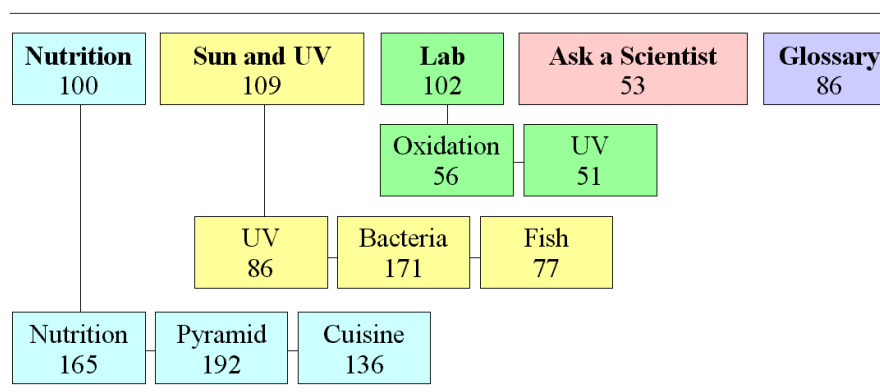 Nutrition
100
Sun and UV
109
Lab
102
Ask a Scientist
53
Glossary
86
Oxidation
56
UV
51
UV
86
Bacteria
171
Fish
77
Nutrition
165
Pyramid
192
Cuisine
136